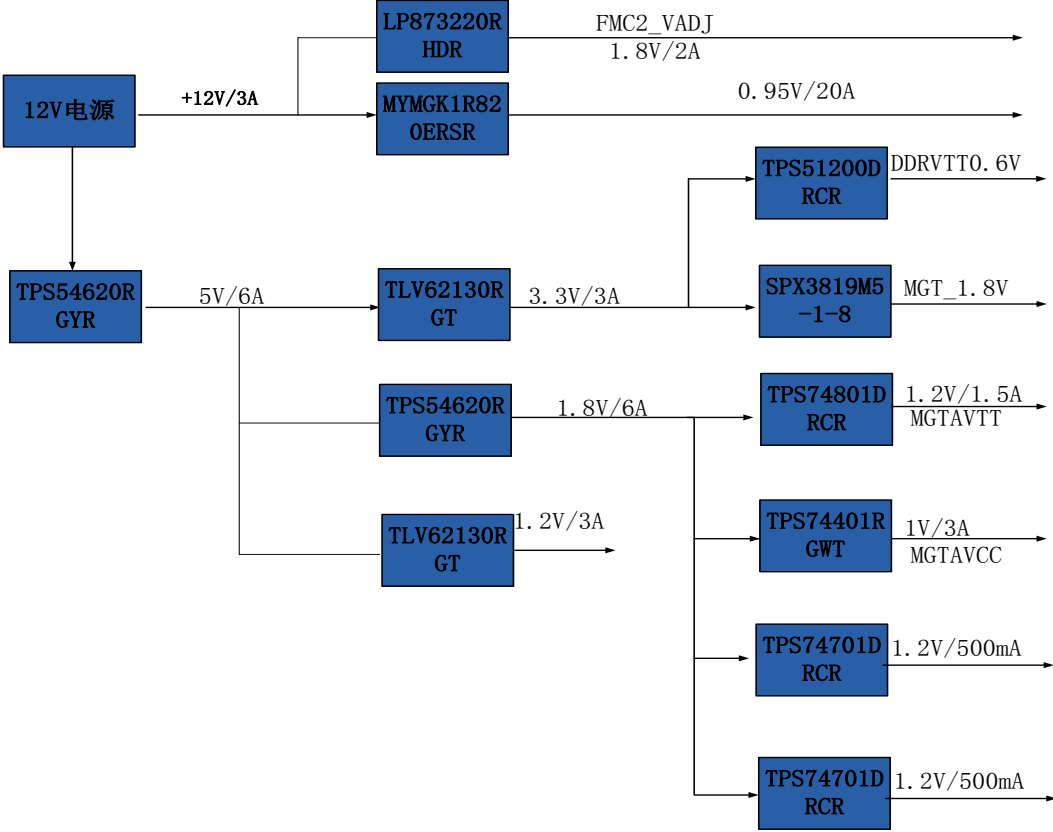 LP873220R
HDR
FMC2_VADJ
1.8V/2A
12V电源
+12V/3A
MYMGK1R82
0ERSR
0.95V/20A
TPS51200D
RCR
DDRVTT0.6V
TPS54620R
GYR
5V/6A
TLV62130R
GT
3.3V/3A
SPX3819M5
-1-8
MGT_1.8V
TPS54620R
GYR
1.8V/6A
TPS74801D
RCR
1.2V/1.5A
MGTAVTT
TLV62130R
GT
1.2V/3A
TPS74401R
GWT
1V/3A
MGTAVCC
TPS74701D
RCR
1.2V/500mA
TPS74701D
RCR
1.2V/500mA